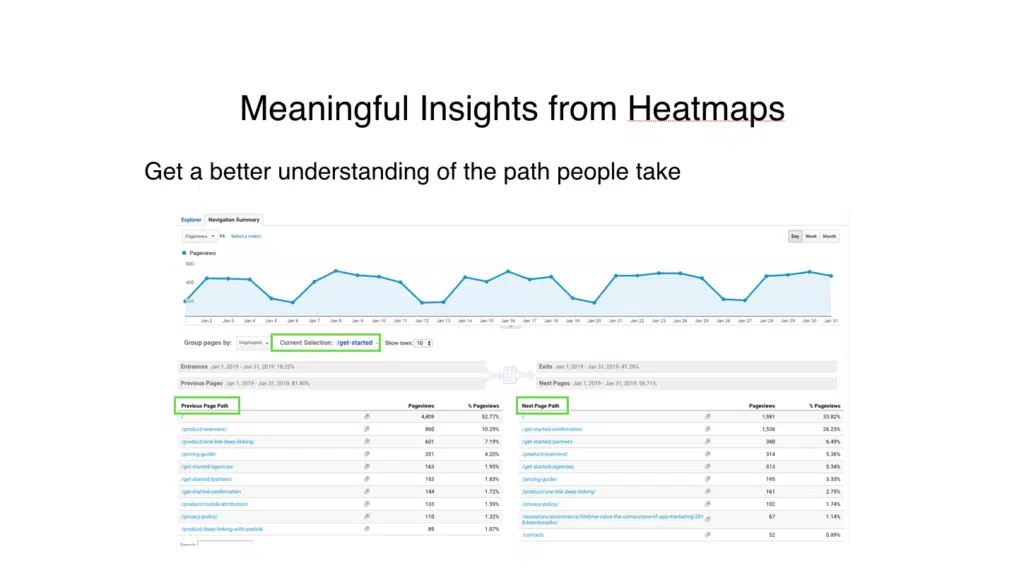 Meaningful Insights from Heatmaps
Get a better understanding of the path people take
Explorer Navigation Summary
Pageviews VS. Select a metric Day Week Month
Pageviews
600
400
200
Jan 2 Jan 3 Jan 4 Jan 5 Jan 6 Jan 7 Jan 8 Jan 9 Jan 10 Jan 11 Jan 12 Jan 13 Jan 14 Jan 15 Jan 16 Jan 17 Jan 18 Jan 19 Jan 20 Jan 21 Jan 22 Jan 23 Jan 24 Jan 25 Jan 26 Jan 27 Jan 28 Jan 29 Jan 30 Jan 31
Group pages by: Ungrouped Current Selection: /get-started Show rows: 10
Entrances Jan 1, 2019 - Jan 31, 2019: 18.20%
Previous Pages Jan 1, 2019 - Jan 31, 2019: 81.80%
Exits Jan 1, 2019 - Jan 31, 2019: 41.29%
Next Pages Jan 1, 2019 - Jan 31, 2019: 58.71%
Previous Page Path Pageviews % Pageviews
/ 4,409 52.77%
/product/overview/ 860 10.29%
/product/one-link-deep-linking/ 601 7.19%
/pricing-guide/ 351 4.20%
/get-started/agencies 163 1.95%
/get-started/partners 153 1.83%
/get-started-confirmation 144 1.72%
/product/mobile-attribution/ 133 1.59%
/privacy-policy/ 110 1.32%
/product/deep-linking-with-onelink 89 1.07%
Search
Next Page Path Pageviews % Pageviews
/ 1,981 33.82%
/get-started-confirmation 1,538 26.25%
/get-started/partners 380 6.49%
/product/overview/ 314 5.36%
/get-started/agencies 313 5.34%
/pricing-guide/ 195 3.33%
/product/one-link-deep-linking/ 161 2.75%
/privacy-policy/ 102 1.74%
/resources/ecommerce/lifetime-value-the-cornerstone-of-app-marketing-201
8-benchmarks/ 67 1.14%
/contact/ 52 0.89%